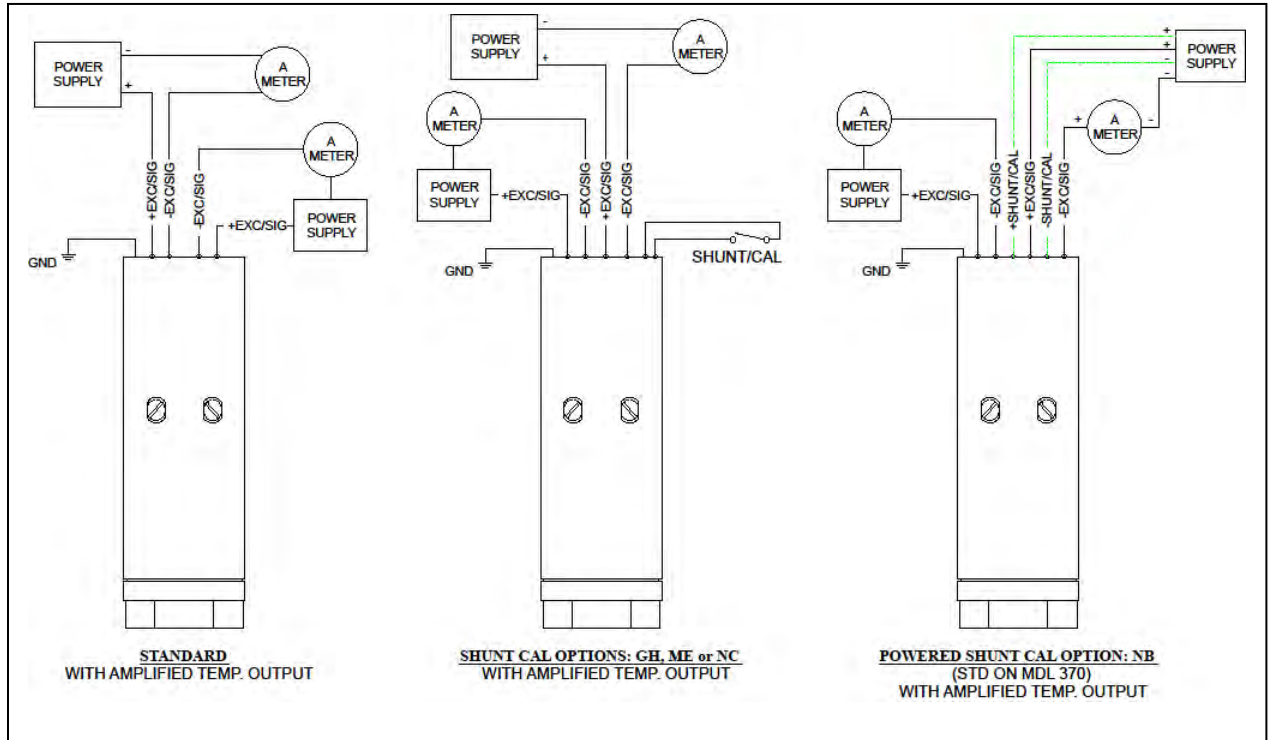 POWER
SUPPLY
-
+
A
METER
+EXC/SIG
-EXC/SIG
-EXC/SIG
A
METER
+EXC/SIG
POWER
SUPPLY
GND
STANDARD
WITH AMPLIFIED TEMP. OUTPUT
POWER
SUPPLY
-
+
A
METER
A
METER
POWER
SUPPLY
+EXC/SIG
-EXC/SIG
+EXC/SIG
-EXC/SIG
SHUNT/CAL
GND
SHUNT CAL OPTIONS: GH, ME or NC
WITH AMPLIFIED TEMP. OUTPUT
+
+
-
-
POWER
SUPPLY
A
METER
+
A
METER
-
POWER
SUPPLY
+EXC/SIG
-EXC/SIG
+SHUNT/CAL
+EXC/SIG
-SHUNT/CAL
-EXC/SIG
GND
POWERED SHUNT CAL OPTION: NB
(STD ON MDL 370)
WITH AMPLIFIED TEMP. OUTPUT